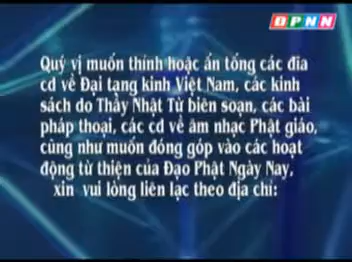 ĐPNN
Quý vị muốn thỉnh hoặc ấn tống các đĩa
cd về Đại tạng kinh Việt Nam, các kinh
sách do Thầy Nhật Từ biên soạn, các bài
pháp thoại, các cd về âm nhạc Phật giáo,
cũng như muốn đóng góp vào các hoạt
động từ thiện của Đạo Phật Ngày Nay,
xin vui lòng liên lạc theo địa chỉ: